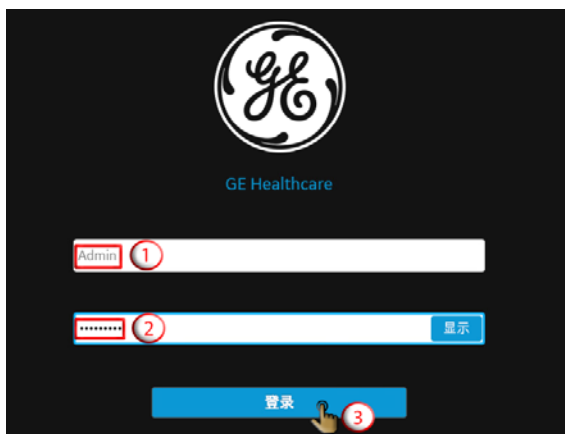 GE
GE Healthcare
Admin 1
········· 2 显示
登录 3